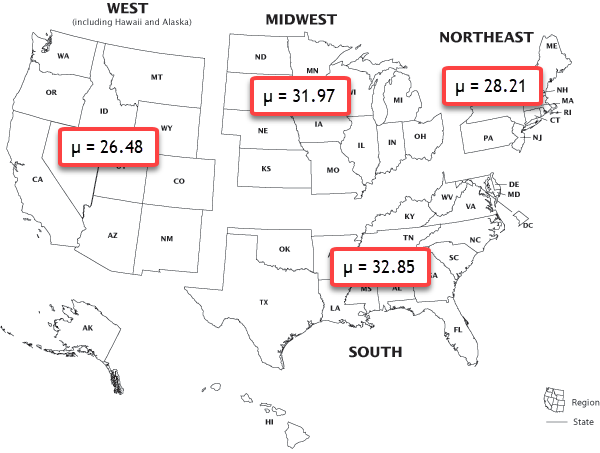 WEST
(including Hawaii and Alaska)
MIDWEST
NORTHEAST
WA
MT
ND
MN
ME
OR
ID
WY
μ = 31.97
MI
μ = 28.21
NH
MA
RI
CT
NJ
μ = 26.48
NE
IA
IL
IN
OH
PA
CA
CO
KS
MO
WV
VA
DE
MD
DC
KY
AZ
NM
OK
TN
NC
SC
μ = 32.85
MS
AL
TX
LA
FL
AK
SOUTH
HI
Region
State